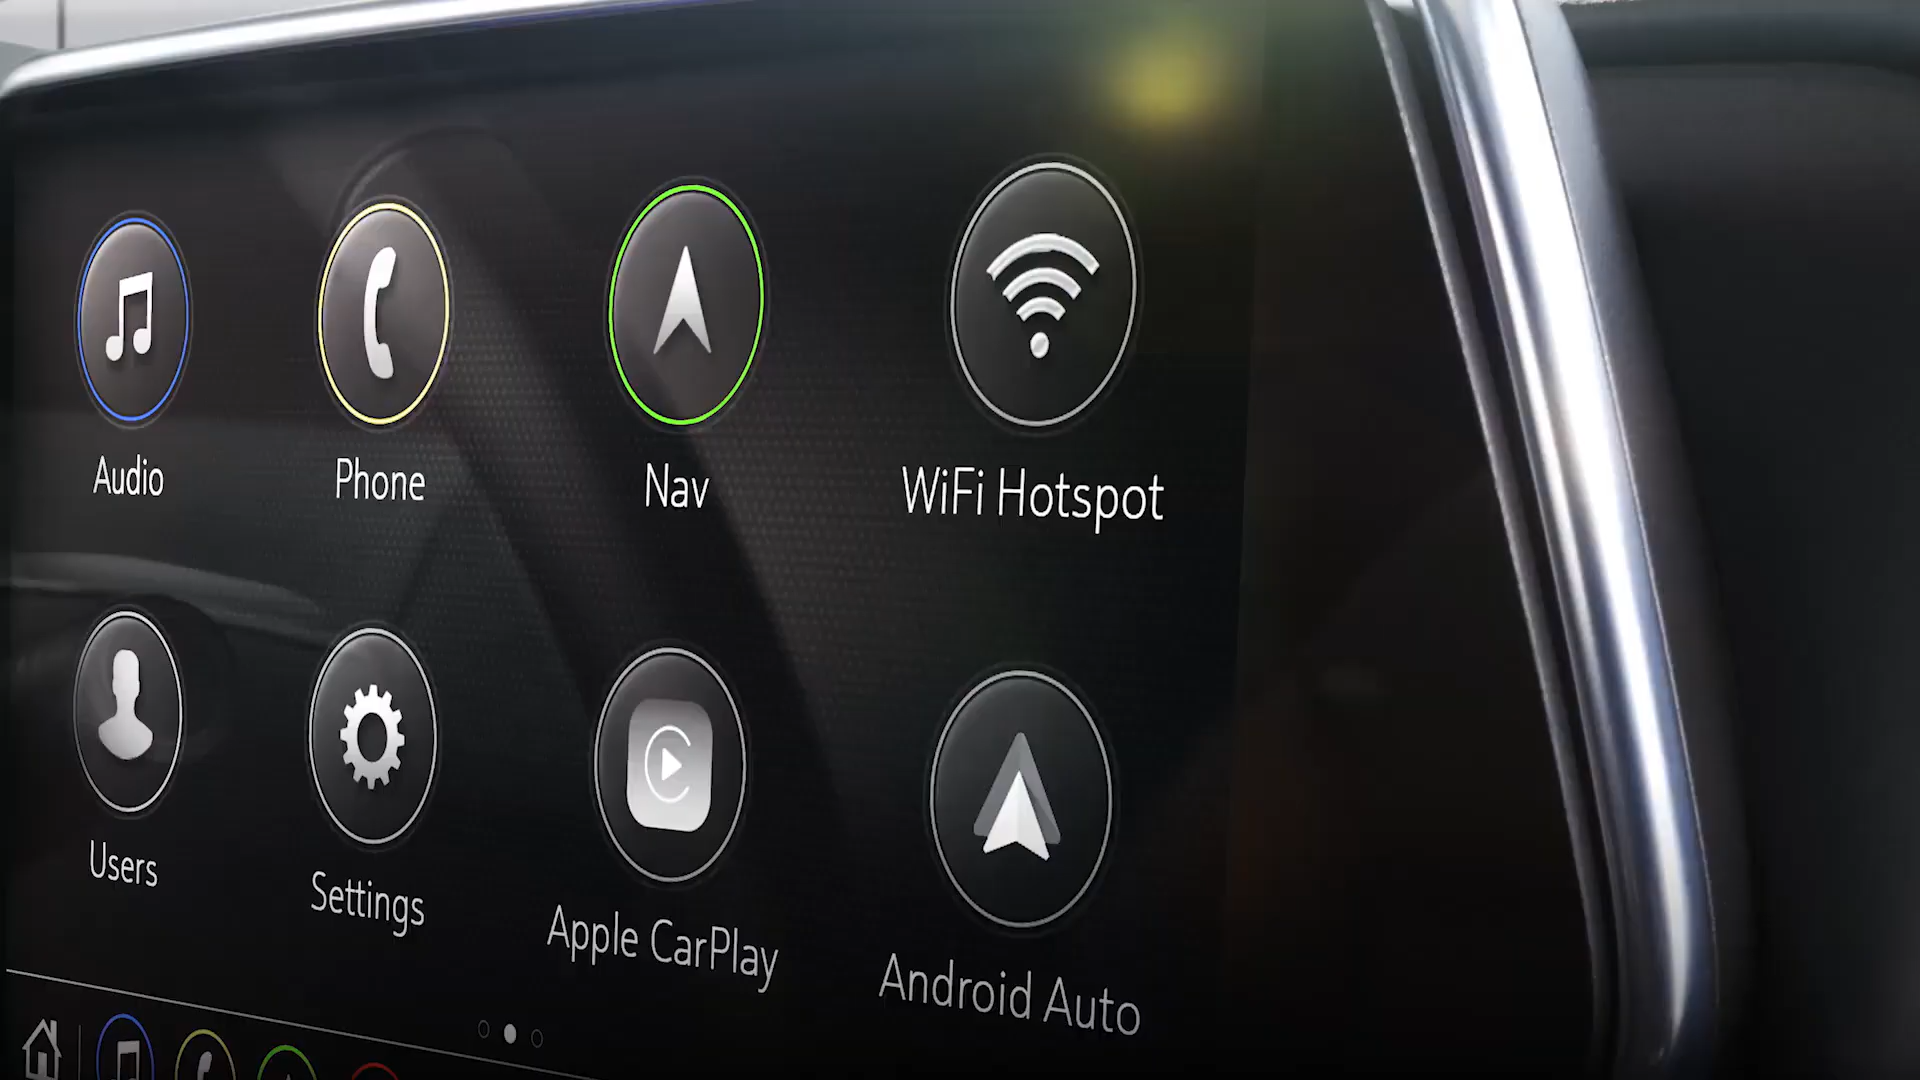 Audio
Phone
Nav
WiFi Hotspot
Users
Settings
Apple CarPlay
Android Auto